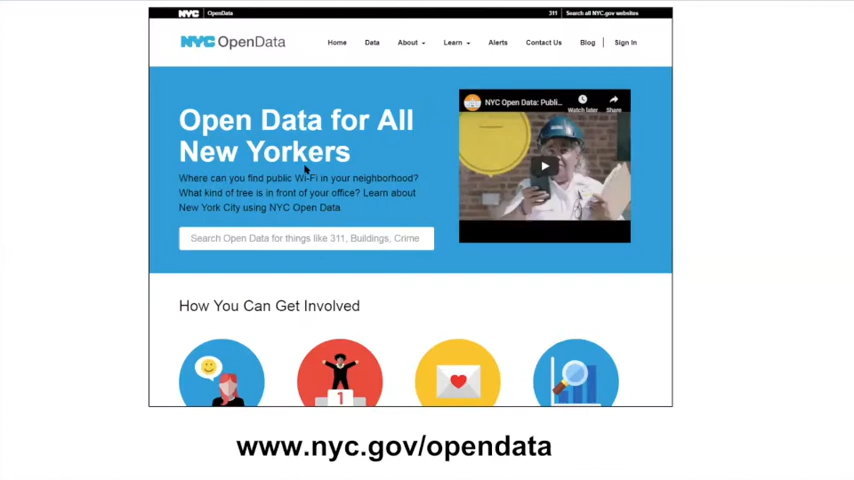 NYC OpenData 311 Search all NYC.gov websites
NYC OpenData Home Data About Learn Alerts Contact Us Blog Sign In
Open Data for All
New Yorkers
Where can you find public Wi-Fi in your neighborhood?
What kind of tree is in front of your office? Learn about
New York City using NYC Open Data
Search Open Data for things like 311, Buildings, Crime
NYC Open Data: Publi...
Watch later Share
How You Can Get Involved
1
www.nyc.gov/opendata